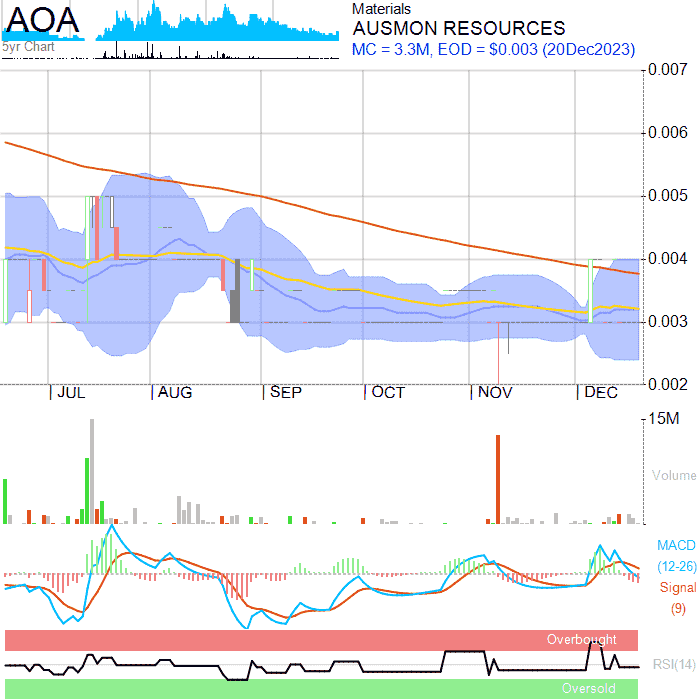 AOA
5yr Chart
Materials
AUSMON RESOURCES
MC = 3.3M, EOD = $0.003 (20Dec2023)
0.007
0.006
0.005
0.004
0.003
0.002
JUL AUG SEP OCT NOV DEC
15M
Volume
MACD
(12-26)
Signal
(9)
Overbought
RSI(14)
Oversold